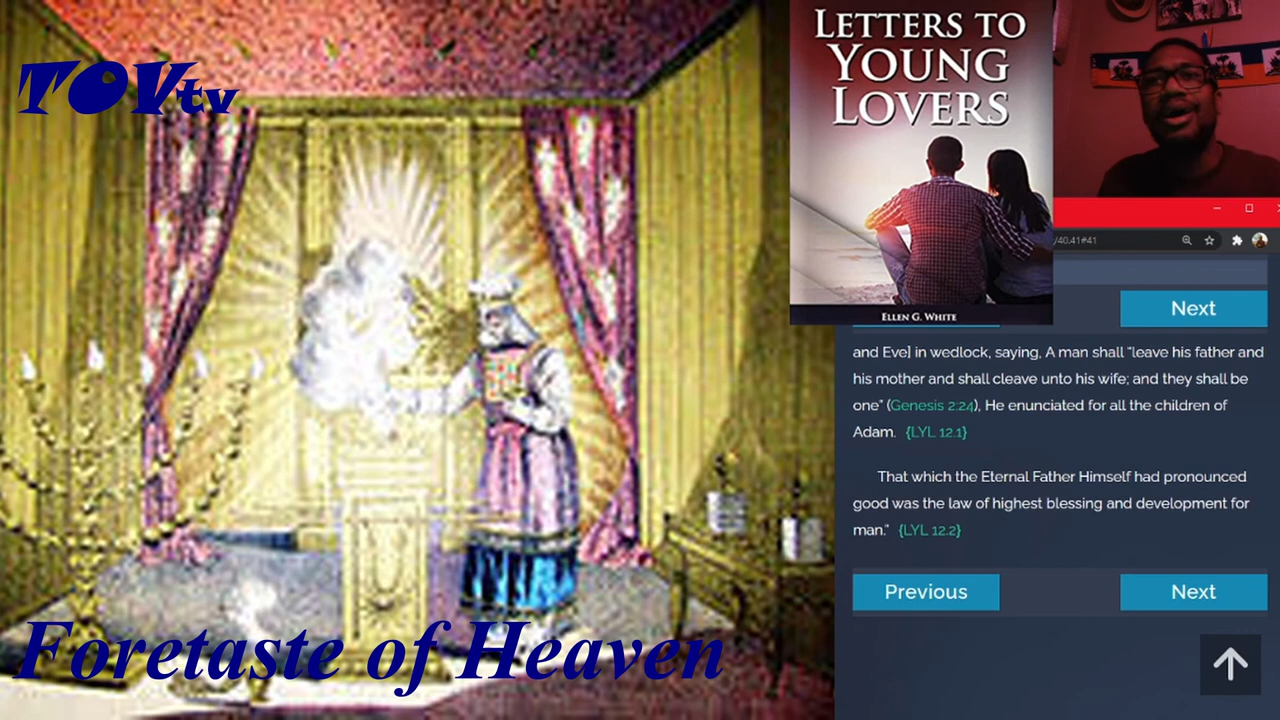 TOVtv
LETTERS TO
YOUNG
LOVERS
ELLEN G. WHITE
/40.41#41
Next
and Eve] in wedlock, saying, A man shall “leave his father and
his mother and shall cleave unto his wife; and they shall be
one” (Genesis 2:24), He enunciated for all the children of
Adam. {LYL 12.1}
That which the Eternal Father Himself had pronounced
good was the law of highest blessing and development for
man.” {LYL 12.2}
Previous
Next
Foretaste of Heaven